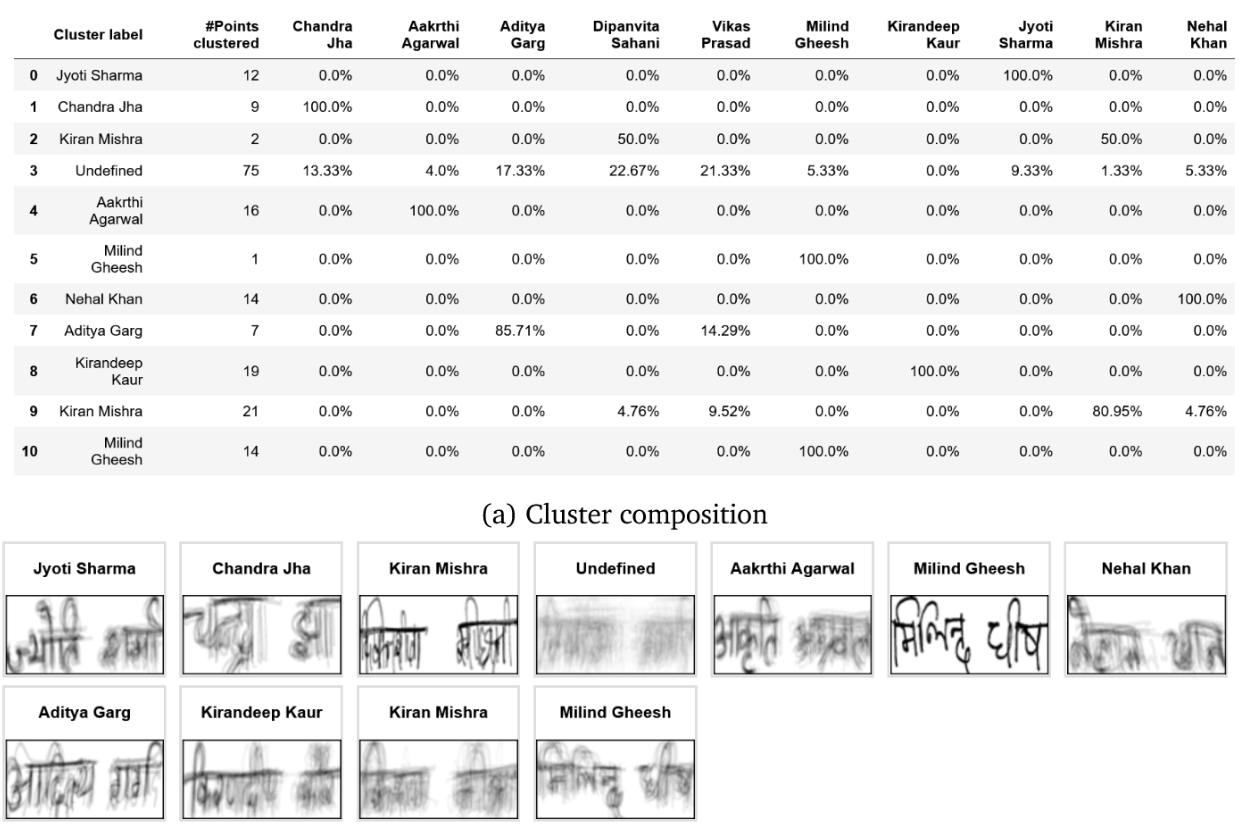 Cluster label #Points clustered Chandra Jha Aakrthi Agarwal Aditya Garg Dipanvita Sahani Vikas Prasad Milind Gheesh Kirandeep Kaur Jyoti Sharma Kiran Mishra Nehal Khan
0 Jyoti Sharma 12 0.0% 0.0% 0.0% 0.0% 0.0% 0.0% 0.0% 100.0% 0.0% 0.0%
1 Chandra Jha 9 100.0% 0.0% 0.0% 0.0% 0.0% 0.0% 0.0% 0.0% 0.0% 0.0%
2 Kiran Mishra 2 0.0% 0.0% 0.0% 50.0% 0.0% 0.0% 0.0% 0.0% 50.0% 0.0%
3 Undefined 75 13.33% 4.0% 17.33% 22.67% 21.33% 5.33% 0.0% 9.33% 1.33% 5.33%
4 Aakrthi Agarwal 16 0.0% 100.0% 0.0% 0.0% 0.0% 0.0% 0.0% 0.0% 0.0% 0.0%
5 Milind Gheesh 1 0.0% 0.0% 0.0% 0.0% 0.0% 100.0% 0.0% 0.0% 0.0% 0.0%
6 Nehal Khan 14 0.0% 0.0% 0.0% 0.0% 0.0% 0.0% 0.0% 0.0% 0.0% 100.0%
7 Aditya Garg 7 0.0% 0.0% 85.71% 0.0% 14.29% 0.0% 0.0% 0.0% 0.0% 0.0%
8 Kirandeep Kaur 19 0.0% 0.0% 0.0% 0.0% 0.0% 0.0% 100.0% 0.0% 0.0% 0.0%
9 Kiran Mishra 21 0.0% 0.0% 0.0% 4.76% 9.52% 0.0% 0.0% 0.0% 80.95% 4.76%
10 Milind Gheesh 14 0.0% 0.0% 0.0% 0.0% 0.0% 100.0% 0.0% 0.0% 0.0% 0.0%
(a) Cluster composition
Jyoti Sharma Chandra Jha Kiran Mishra Undefined Aakrthi Agarwal Milind Gheesh Nehal Khan
मिलिन्द घीष
Aditya Garg Kirandeep Kaur Kiran Mishra Milind Gheesh